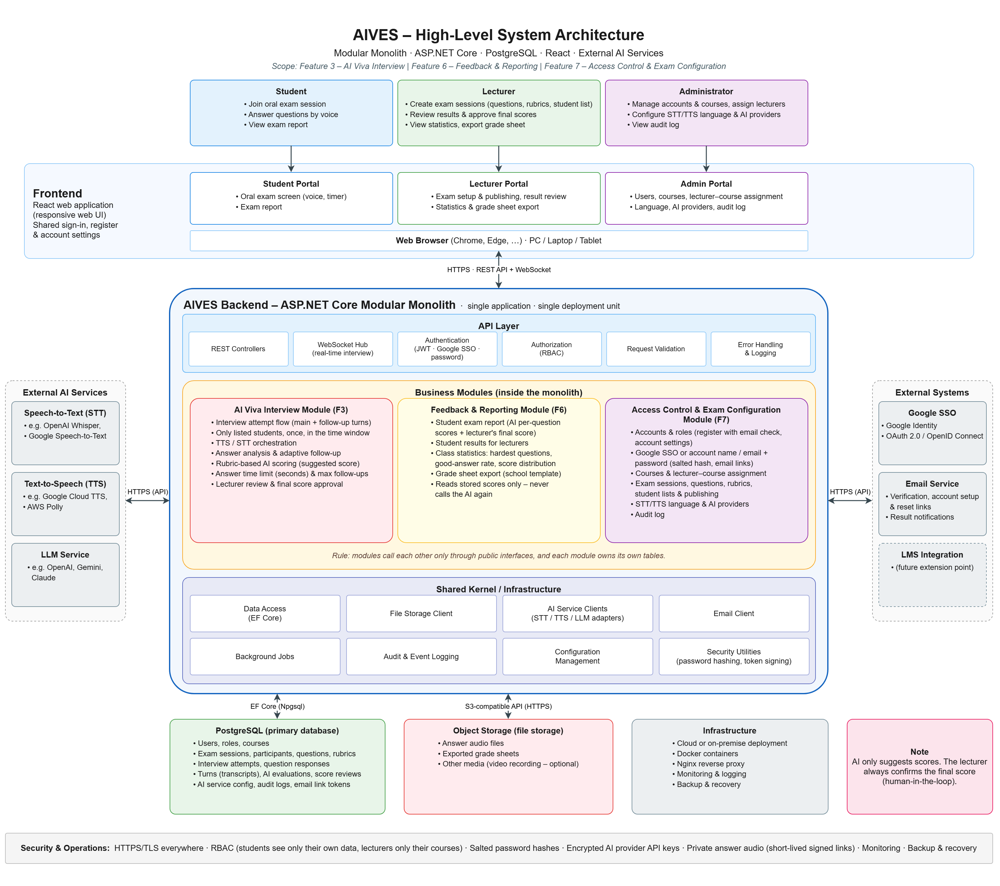 AIVES – High-Level System Architecture
Modular Monolith · ASP.NET Core · PostgreSQL · React · External AI Services
Scope: Feature 3 – AI Viva Interview | Feature 6 – Feedback & Reporting | Feature 7 – Access Control & Exam Configuration
Student
• Join oral exam session
• Answer questions by voice
• View exam report
Lecturer
• Create exam sessions (questions, rubrics, student list)
• Review results & approve final scores
• View statistics, export grade sheet
Administrator
• Manage accounts & courses, assign lecturers
• Configure STT/TTS language & AI providers
• View audit log
Frontend
React web application
(responsive web UI)
Shared sign-in, register
& account settings
Student Portal
• Oral exam screen (voice, timer)
• Exam report
Lecturer Portal
• Exam setup & publishing, result review
• Statistics & grade sheet export
Admin Portal
• Users, courses, lecturer–course assignment
• Language, AI providers, audit log
Web Browser (Chrome, Edge, …) · PC / Laptop / Tablet
HTTPS · REST API + WebSocket
AIVES Backend – ASP.NET Core Modular Monolith · single application · single deployment unit
API Layer
REST Controllers
WebSocket Hub
(real-time interview)
Authentication
(JWT · Google SSO ·
password)
Authorization
(RBAC)
Request Validation
Error Handling
& Logging
External AI Services
Speech-to-Text (STT)
• e.g. OpenAI Whisper,
• Google Speech-to-Text
Text-to-Speech (TTS)
• e.g. Google Cloud TTS,
• AWS Polly
LLM Service
• e.g. OpenAI, Gemini,
Claude
HTTPS (API)
Business Modules (inside the monolith)
AI Viva Interview Module (F3)
• Interview attempt flow (main + follow-up turns)
• Only listed students, once, in the time window
• TTS / STT orchestration
• Answer analysis & adaptive follow-up
• Rubric-based AI scoring (suggested score)
• Answer time limit (seconds) & max follow-ups
• Lecturer review & final score approval
Feedback & Reporting Module (F6)
• Student exam report (AI per-question
scores + lecturer's final score)
• Student results for lecturers
• Class statistics: hardest questions,
good-answer rate, score distribution
• Grade sheet export (school template)
• Reads stored scores only – never
calls the AI again
Access Control & Exam Configuration
Module (F7)
• Accounts & roles (register with email check,
account settings)
• Google SSO or account name / email +
password (salted hash, email links)
• Courses & lecturer–course assignment
• Exam sessions, questions, rubrics,
student lists & publishing
• STT/TTS language & AI providers
• Audit log
Rule: modules call each other only through public interfaces, and each module owns its own tables.
HTTPS (API)
External Systems
Google SSO
• Google Identity
• OAuth 2.0 / OpenID Connect
Email Service
• Verification, account setup
& reset links
• Result notifications
LMS Integration
• (future extension point)
Shared Kernel / Infrastructure
Data Access
(EF Core)
File Storage Client
AI Service Clients
(STT / TTS / LLM adapters)
Email Client
Background Jobs
Audit & Event Logging
Configuration
Management
Security Utilities
(password hashing, token signing)
EF Core (Npgsql)
S3-compatible API (HTTPS)
PostgreSQL (primary database)
• Users, roles, courses
• Exam sessions, participants, questions, rubrics
• Interview attempts, question responses
• Turns (transcripts), AI evaluations, score reviews
• AI service config, audit logs, email link tokens
Object Storage (file storage)
• Answer audio files
• Exported grade sheets
• Other media (video recording – optional)
Infrastructure
• Cloud or on-premise deployment
• Docker containers
• Nginx reverse proxy
• Monitoring & logging
• Backup & recovery
Note
AI only suggests scores. The lecturer
always confirms the final score
(human-in-the-loop).
Security & Operations: HTTPS/TLS everywhere · RBAC (students see only their own data, lecturers only their courses) · Salted password hashes · Encrypted AI provider API keys · Private answer audio (short-lived signed links) · Monitoring · Backup & recovery